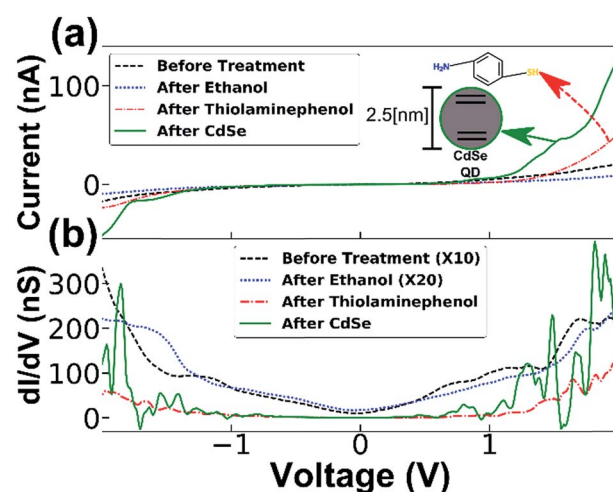 (a)
Current (nA)
100
0
Before Treatment
After Ethanol
After Thiolaminephenol
After CdSe
H₂N
SH
2.5[nm]
CdSe
QD
(b)
dI/dV (nS)
300
200
100
0
Before Treatment (X10)
After Ethanol (X20)
After Thiolaminephenol
After CdSe
−1
0
1
Voltage (V)